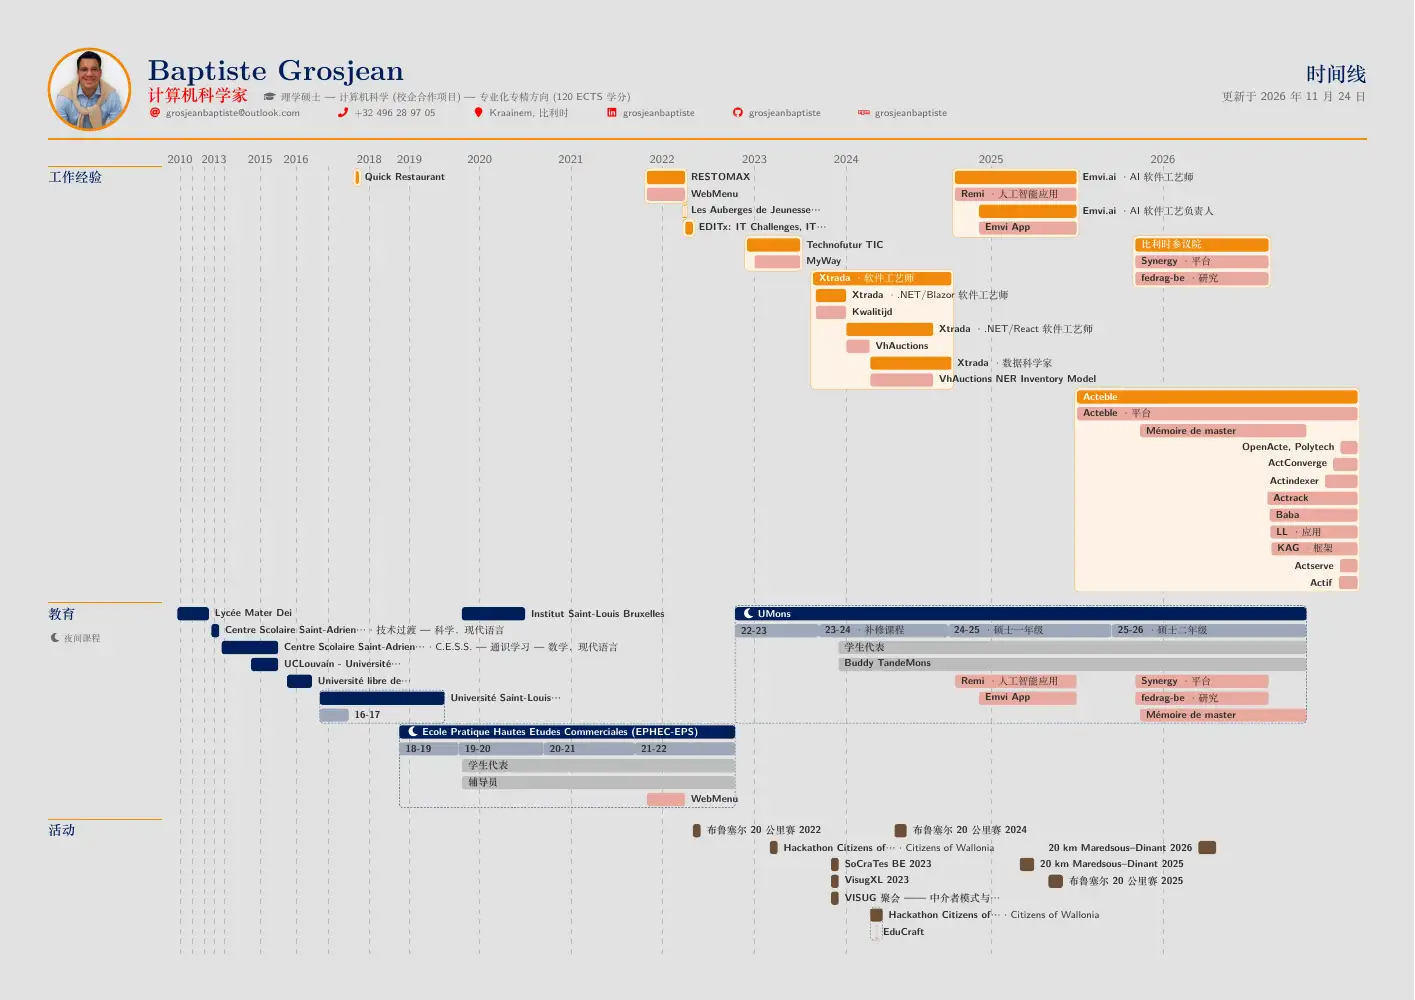 Baptiste Grosjean
时间线
计算机科学家 理学硕士 — 计算机科学 (校企合作项目) — 专业化专精方向 (120 ECTS 学分)
更新于 2026 年 11 月 24 日
grosjeanbaptiste@outlook.com +32 496 28 97 05 Kraainem, 比利时 grosjeanbaptiste grosjeanbaptiste grosjeanbaptiste
2010 2013 2015 2016 2018 2019 2020 2021 2022 2023 2024 2025 2026
工作经验
Quick Restaurant
RESTOMAX
Emvi.ai · AI 软件工艺师
WebMenu
Remi · 人工智能应用
Les Auberges de Jeunesse···
Emvi.ai · AI 软件工艺负责人
EDITx: IT Challenges, IT···
Emvi App
Technofutur TIC
比利时参议院
MyWay
Synergy · 平台
Xtrada · 软件工艺师
fedrag-be · 研究
Xtrada · .NET/Blazor 软件工艺师
Kwalitijd
Xtrada · .NET/React 软件工艺师
VhAuctions
Xtrada · 数据科学家
VhAuctions NER Inventory Model
Acteble
Acteble · 平台
Mémoire de master
OpenActe, Polytech
ActConverge
Actindexer
Actrack
Baba
LL · 应用
KAG · 框架
Actserve
Actif
教育
夜间课程
Lycée Mater Dei
Institut Saint-Louis Bruxelles
UMons
Centre Scolaire Saint-Adrien··· · 技术过渡 — 科学、现代语言
22-23 23-24 · 补修课程 24-25 · 硕士一年级 25-26 · 硕士二年级
Centre Scolaire Saint-Adrien··· · C.E.S.S. — 通识学习 — 数学、现代语言
学生代表
UCLouvain - Université···
Buddy TandeMons
Université libre de···
Remi · 人工智能应用
Synergy · 平台
Université Saint-Louis···
Emvi App
fedrag-be · 研究
16-17
Mémoire de master
Ecole Pratique Hautes Etudes Commerciales (EPHEC-EPS)
18-19 19-20 20-21 21-22
学生代表
辅导员
WebMenu
活动
布鲁塞尔 20 公里赛 2022
布鲁塞尔 20 公里赛 2024
Hackathon Citizens of··· · Citizens of Wallonia
20 km Maredsous–Dinant 2026
SoCraTes BE 2023
20 km Maredsous–Dinant 2025
VisugXL 2023
布鲁塞尔 20 公里赛 2025
VISUG 聚会 —— 中介者模式与···
Hackathon Citizens of··· · Citizens of Wallonia
EduCraft